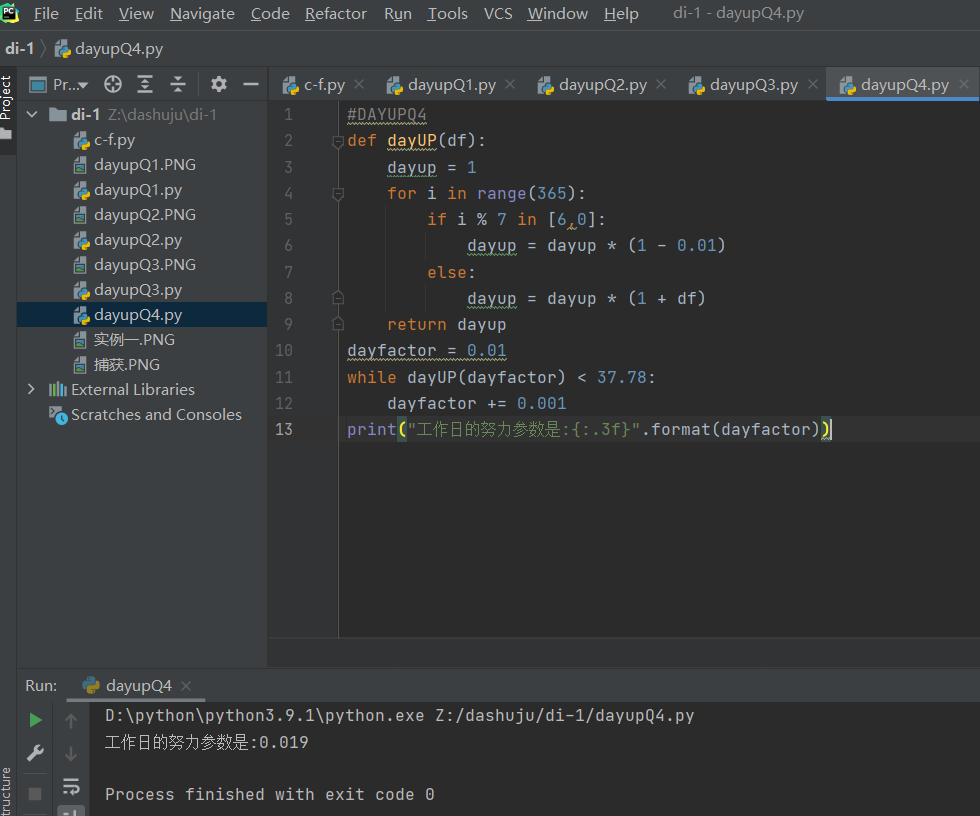 PC File Edit View Navigate Code Refactor Run Tools VCS Window Help di-1 - dayupQ4.py
di-1 dayupQ4.py
Project
Pr... c-f.py dayupQ1.py dayupQ2.py dayupQ3.py dayupQ4.py
di-1 Z:\dashuju\di-1
c-f.py
dayupQ1.PNG
dayupQ1.py
dayupQ2.PNG
dayupQ2.py
dayupQ3.PNG
dayupQ3.py
dayupQ4.py
实例一.PNG
捕获.PNG
External Libraries
Scratches and Consoles
1 #DAYUPQ4
2 def dayUP(df):
3 dayup = 1
4 for i in range(365):
5 if i % 7 in [6,0]:
6 dayup = dayup * (1 - 0.01)
7 else:
8 dayup = dayup * (1 + df)
9 return dayup
10 dayfactor = 0.01
11 while dayUP(dayfactor) < 37.78:
12 dayfactor += 0.001
13 print("工作日的努力参数是:{:.3f}".format(dayfactor))
Run: dayupQ4
D:\python\python3.9.1\python.exe Z:/dashuju/di-1/dayupQ4.py
工作日的努力参数是:0.019
Process finished with exit code 0